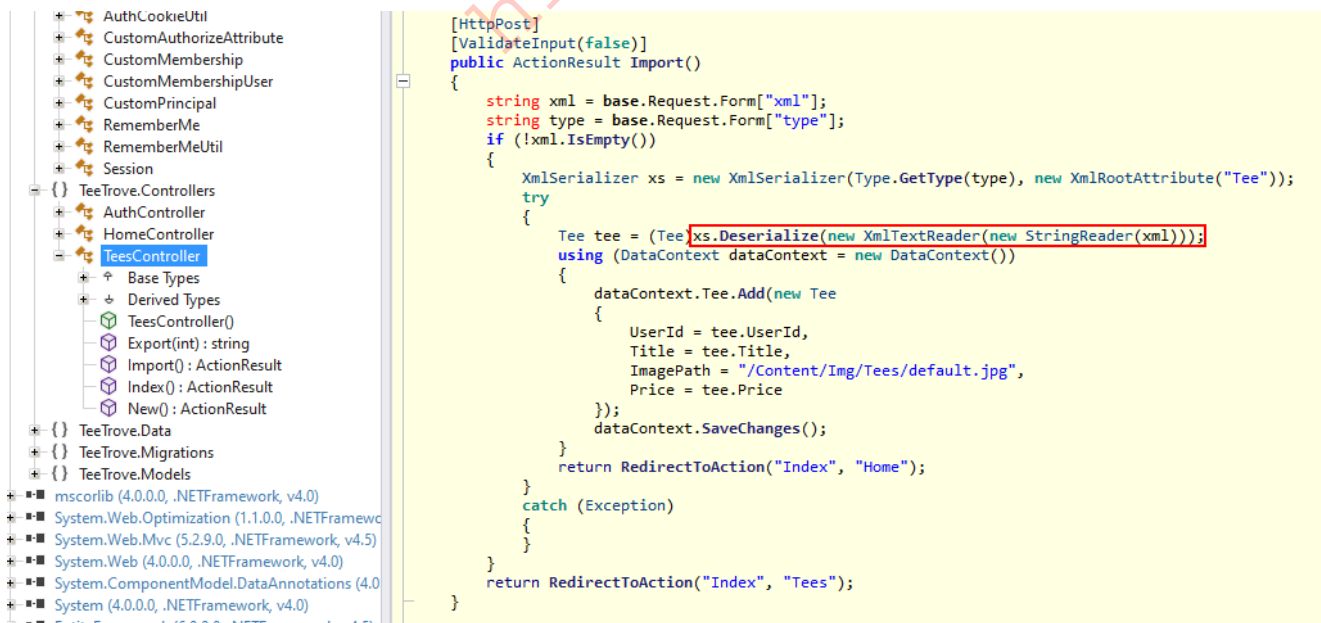 AuthCookieUtil
CustomAuthorizeAttribute
CustomMembership
CustomMembershipUser
CustomPrincipal
RememberMe
RememberMeUtil
Session
{ } TeeTrove.Controllers
AuthController
HomeController
TeesController
Base Types
Derived Types
TeesController()
Export(int) : string
Import() : ActionResult
Index() : ActionResult
New() : ActionResult
{ } TeeTrove.Data
{ } TeeTrove.Migrations
{ } TeeTrove.Models
mscorlib (4.0.0.0, .NETFramework, v4.0)
System.Web.Optimization (1.1.0.0, .NETFramewo
System.Web.Mvc (5.2.9.0, .NETFramework, v4.5)
System.Web (4.0.0.0, .NETFramework, v4.0)
System.ComponentModel.DataAnnotations (4.0
System (4.0.0.0, .NETFramework, v4.0)
[HttpPost]
[ValidateInput(false)]
public ActionResult Import()
{
string xml = base.Request.Form["xml"];
string type = base.Request.Form["type"];
if (!xml.IsEmpty())
{
XmlSerializer xs = new XmlSerializer(Type.GetType(type), new XmlRootAttribute("Tee"));
try
{
Tee tee = (Tee)xs.Deserialize(new XmlTextReader(new StringReader(xml)));
using (DataContext dataContext = new DataContext())
{
dataContext.Tee.Add(new Tee
{
UserId = tee.UserId,
Title = tee.Title,
ImagePath = "/Content/Img/Tees/default.jpg",
Price = tee.Price
});
dataContext.SaveChanges();
}
return RedirectToAction("Index", "Home");
}
catch (Exception)
{
}
}
return RedirectToAction("Index", "Tees");
}